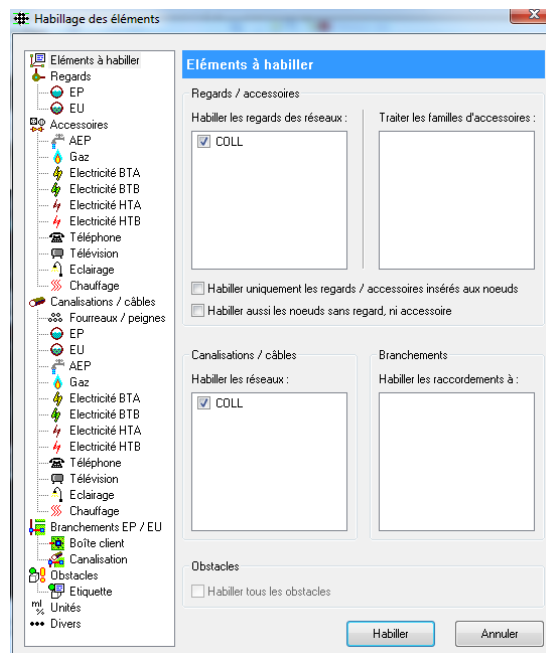 Habillage des éléments
Eléments à habiller
Regards
EP
EU
Accessoires
AEP
Gaz
Electricité BTA
Electricité BTB
Electricité HTA
Electricité HTB
Téléphone
Télévision
Eclairage
Chauffage
Canalisations / câbles
Fourreaux / peignes
EP
EU
AEP
Gaz
Electricité BTA
Electricité BTB
Electricité HTA
Electricité HTB
Téléphone
Télévision
Eclairage
Chauffage
Branchements EP / EU
Boîte client
Canalisation
Obstacles
Etiquette
Unités
Divers
Eléments à habiller
Regards / accessoires
Habiller les regards des réseaux :
COLL
Traiter les familles d'accessoires :
Habiller uniquement les regards / accessoires insérés aux noeuds
Habiller aussi les noeuds sans regard, ni accessoire
Canalisations / câbles
Habiller les réseaux :
COLL
Branchements
Habiller les raccordements à :
Obstacles
Habiller tous les obstacles
Habiller
Annuler